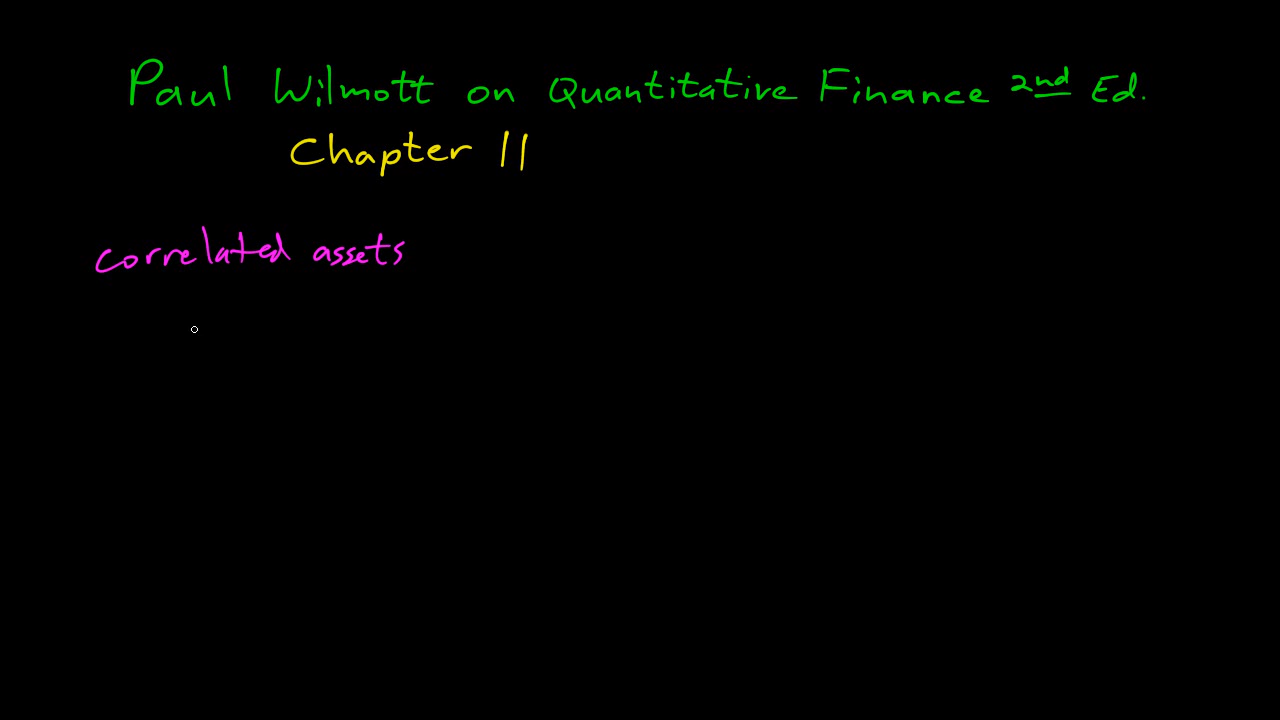 Paul Wilmott on Quantitative Finance 2nd Ed.
Chapter 11
correlated assets